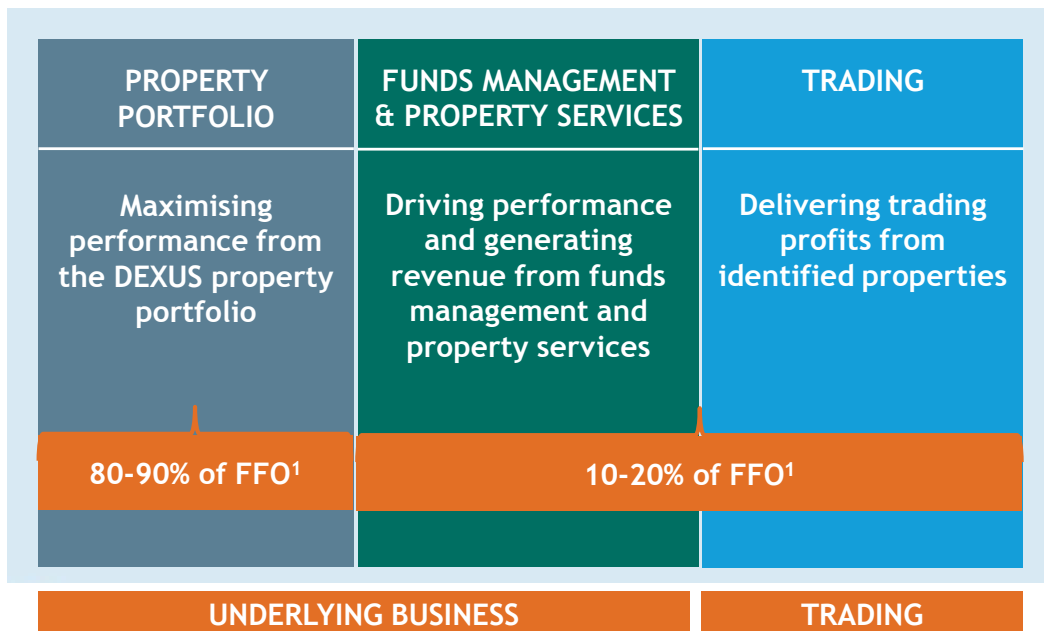 PROPERTY
PORTFOLIO
Maximising
performance from
the DEXUS property
portfolio
80-90% of FFO¹
FUNDS MANAGEMENT
& PROPERTY SERVICES
Driving performance
and generating
revenue from funds
management and
property services
TRADING
Delivering trading
profits from
identified properties
10-20% of FFO¹
UNDERLYING BUSINESS
TRADING